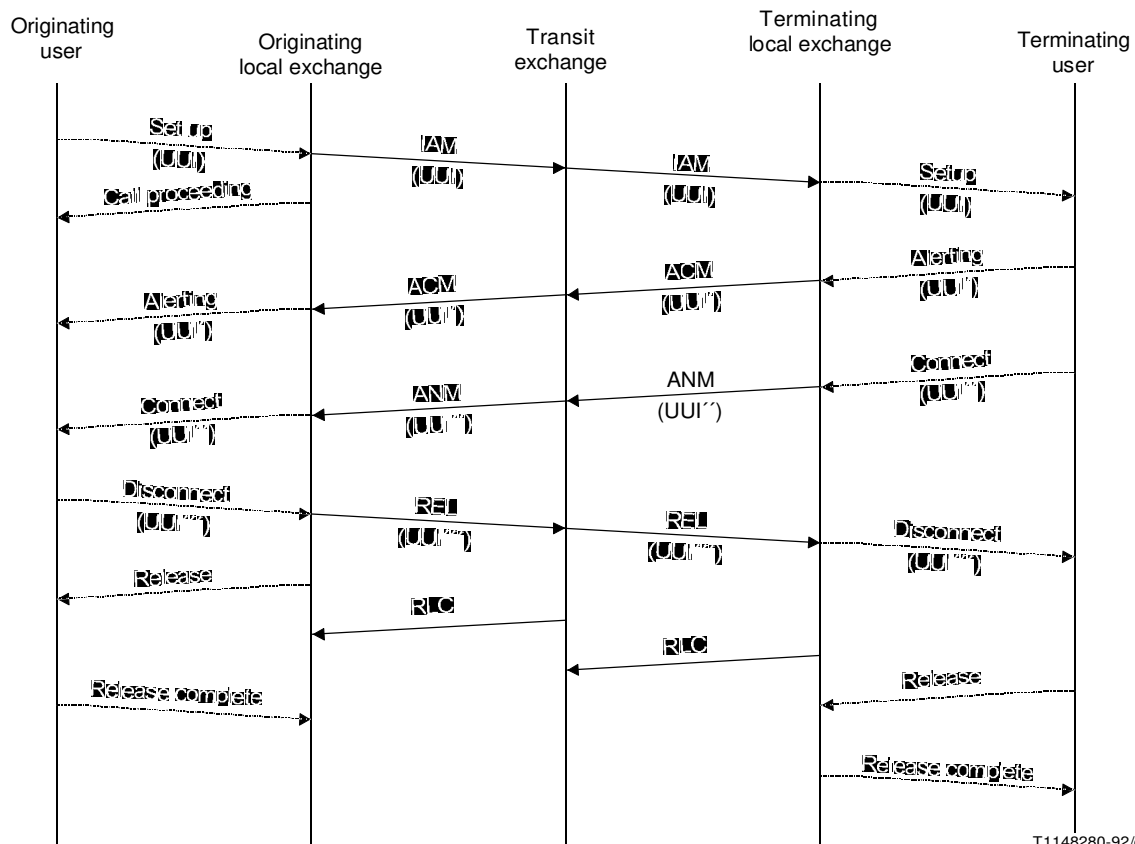 Originating
user
Originating
local exchange
Transit
exchange
Terminating
local exchange
Terminating
user
Set up
(UUI)
IAM
(UUI)
IAM
(UUI)
Setup
(UUI)
Call proceeding
Alerting
(UUI´´)
ACM
(UUI´´)
ACM
(UUI´´)
Alerting
(UUI´´)
Connect
(UUI´´)
ANM
(UUI´´)
ANM
(UUI´´)
Connect
(UUI´´)
Disconnect
(UUI´´´)
REL
(UUI´´´)
REL
(UUI´´´)
Disconnect
(UUI´´´)
Release
RLC
RLC
Release
Release complete
Release complete